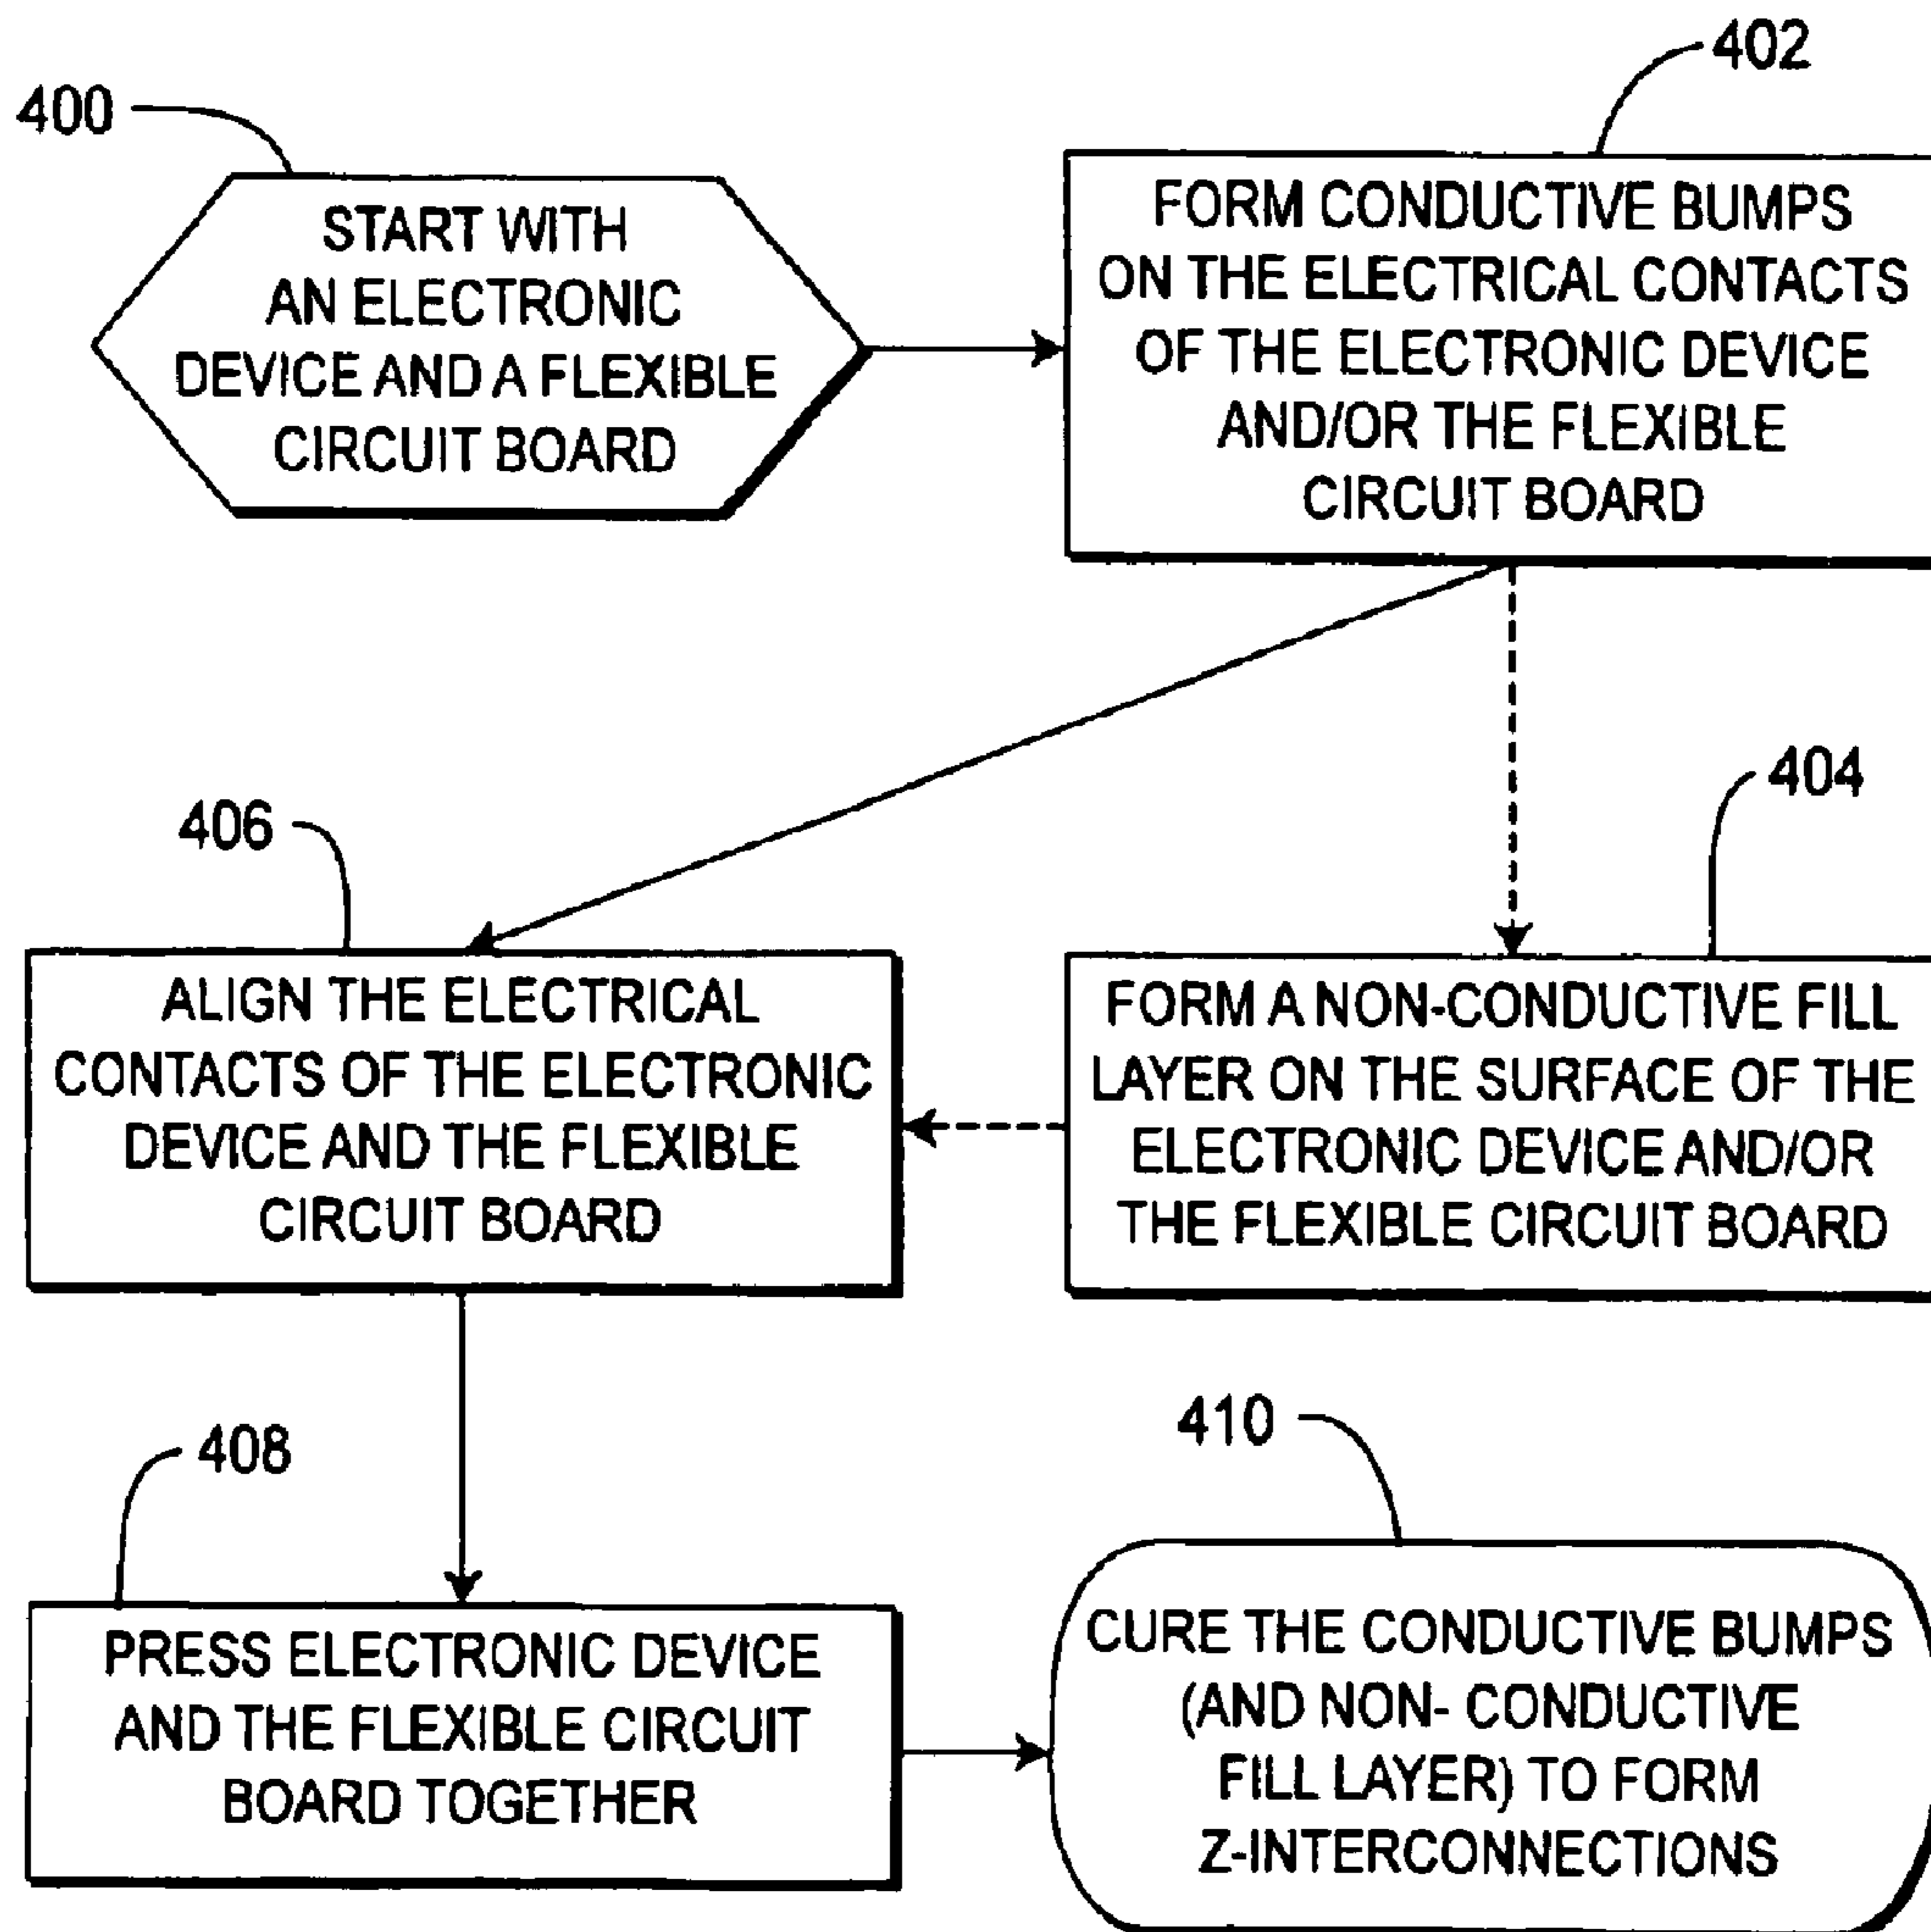 400
START WITH
AN ELECTRONIC
DEVICE AND A FLEXIBLE
CIRCUIT BOARD
402
FORM CONDUCTIVE BUMPS
ON THE ELECTRICAL CONTACTS
OF THE ELECTRONIC DEVICE
AND/OR THE FLEXIBLE
CIRCUIT BOARD
404
FORM A NON-CONDUCTIVE FILL
LAYER ON THE SURFACE OF THE
ELECTRONIC DEVICE AND/OR
THE FLEXIBLE CIRCUIT BOARD
406
ALIGN THE ELECTRICAL
CONTACTS OF THE ELECTRONIC
DEVICE AND THE FLEXIBLE
CIRCUIT BOARD
408
PRESS ELECTRONIC DEVICE
AND THE FLEXIBLE CIRCUIT
BOARD TOGETHER
410
CURE THE CONDUCTIVE BUMPS
(AND NON- CONDUCTIVE
FILL LAYER) TO FORM
Z-INTERCONNECTIONS